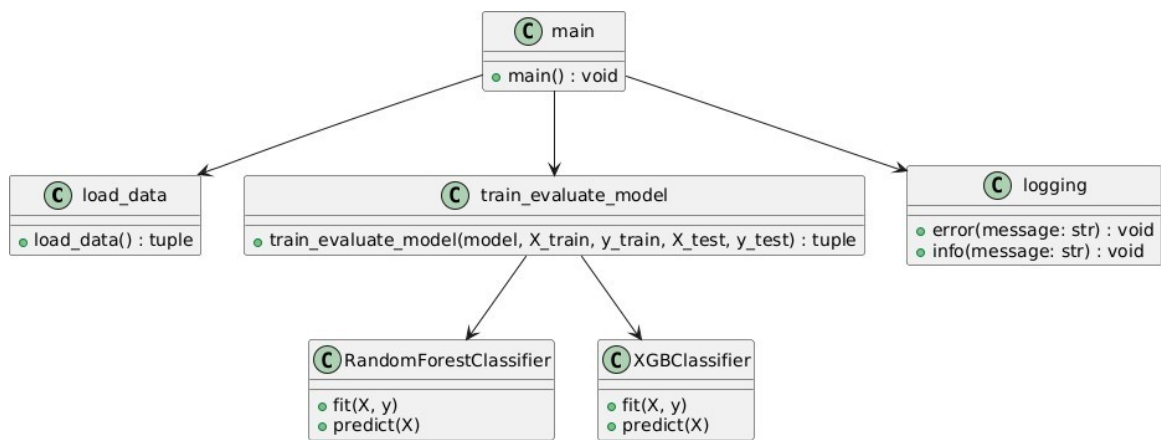 C main
main() : void
C load_data
load_data() : tuple
C train_evaluate_model
train_evaluate_model(model, X_train, y_train, X_test, y_test) : tuple
C logging
error(message: str) : void
info(message: str) : void
C RandomForestClassifier
fit(X, y)
predict(X)
C XGBClassifier
fit(X, y)
predict(X)